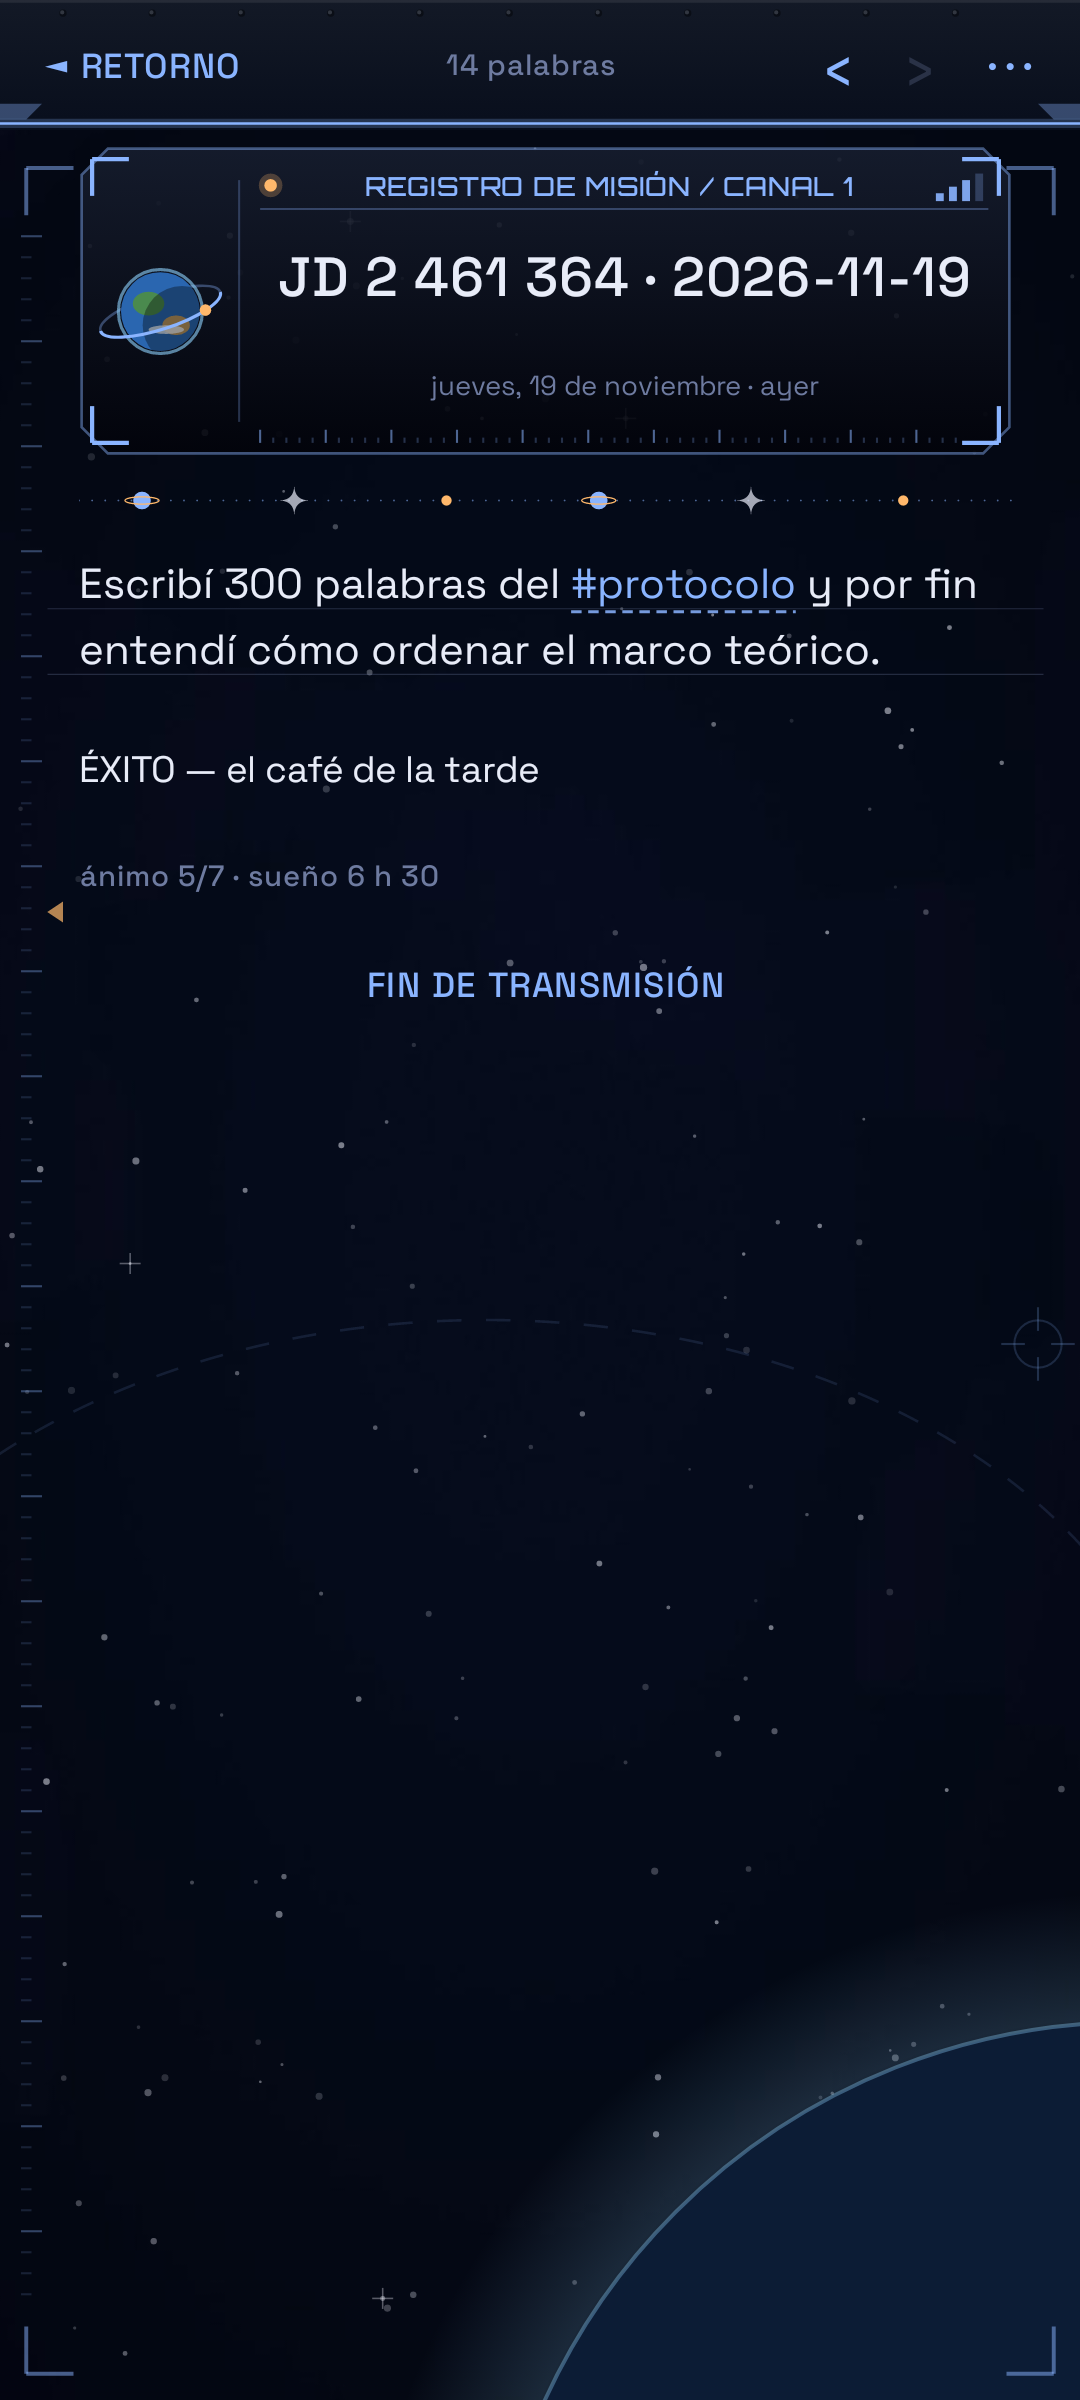 ◄ RETORNO
14 palabras
< > ···
REGISTRO DE MISIÓN / CANAL 1
JD 2 461 364 · 2026-11-19
jueves, 19 de noviembre · ayer
Escribí 300 palabras del #protocolo y por fin
entendí cómo ordenar el marco teórico.
ÉXITO — el café de la tarde
ánimo 5/7 · sueño 6 h 30
FIN DE TRANSMISIÓN